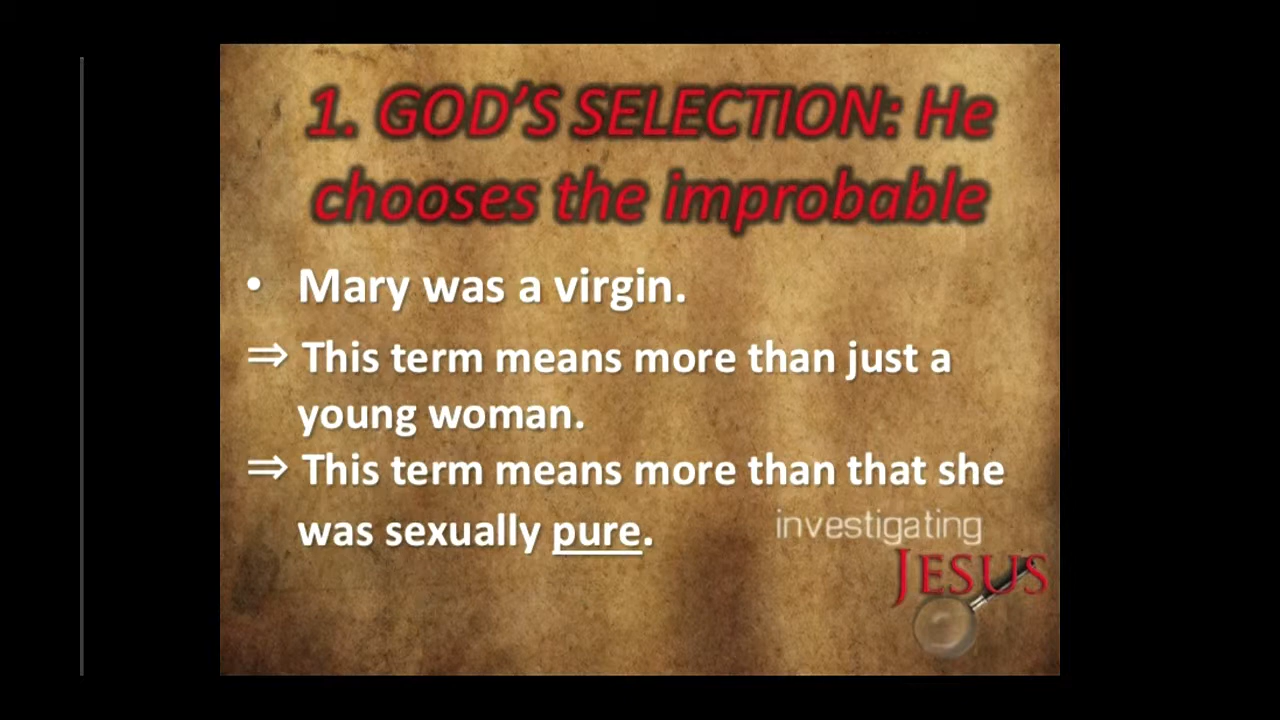 1. GOD'S SELECTION: He
chooses the improbable
• Mary was a virgin.
⇒ This term means more than just a
young woman.
⇒ This term means more than that she
was sexually pure.
investigating
JESUS